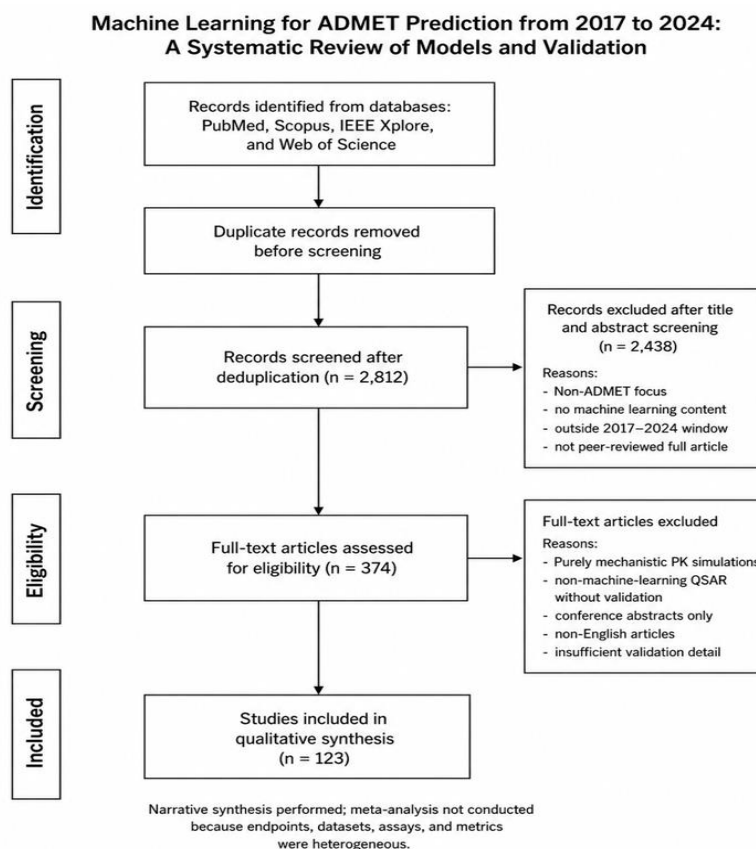 Machine Learning for ADMET Prediction from 2017 to 2024:
A Systematic Review of Models and Validation
Identification
Records identified from databases:
PubMed, Scopus, IEEE Xplore,
and Web of Science
Duplicate records removed
before screening
Screening
Records screened after
deduplication (n = 2,812)
Records excluded after title
and abstract screening
(n = 2,438)
Reasons:
- Non-ADMET focus
- no machine learning content
- outside 2017–2024 window
- not peer-reviewed full article
Eligibility
Full-text articles assessed
for eligibility (n = 374)
Full-text articles excluded
Reasons:
- Purely mechanistic PK simulations
- non-machine-learning QSAR
without validation
- conference abstracts only
- non-English articles
- insufficient validation detail
Included
Studies included in
qualitative synthesis
(n = 123)
Narrative synthesis performed; meta-analysis not conducted
because endpoints, datasets, assays, and metrics
were heterogeneous.